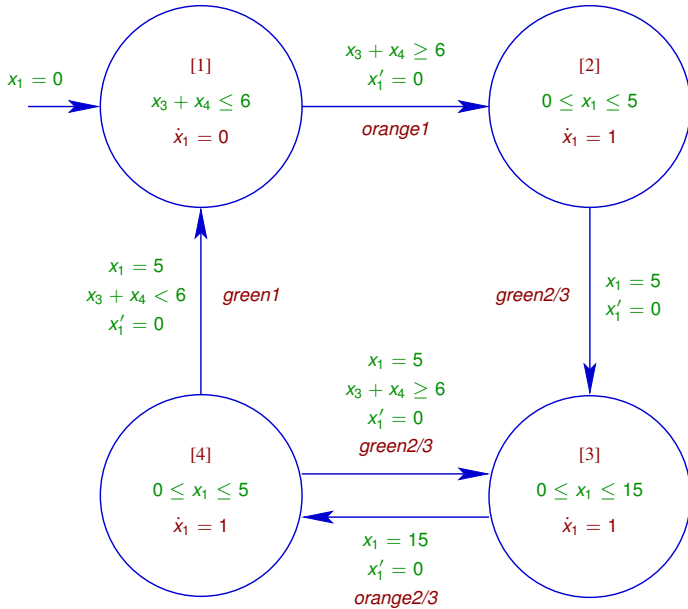 x₁ = 0
[1]
x₃ + x₄ ≤ 6
ẋ₁ = 0
x₃ + x₄ ≥ 6
x₁′ = 0
orange1
[2]
0 ≤ x₁ ≤ 5
ẋ₁ = 1
x₁ = 5
x₃ + x₄ < 6
x₁′ = 0
green1
green2/3
x₁ = 5
x₁′ = 0
x₁ = 5
x₃ + x₄ ≥ 6
x₁′ = 0
green2/3
[4]
0 ≤ x₁ ≤ 5
ẋ₁ = 1
[3]
0 ≤ x₁ ≤ 15
ẋ₁ = 1
x₁ = 15
x₁′ = 0
orange2/3